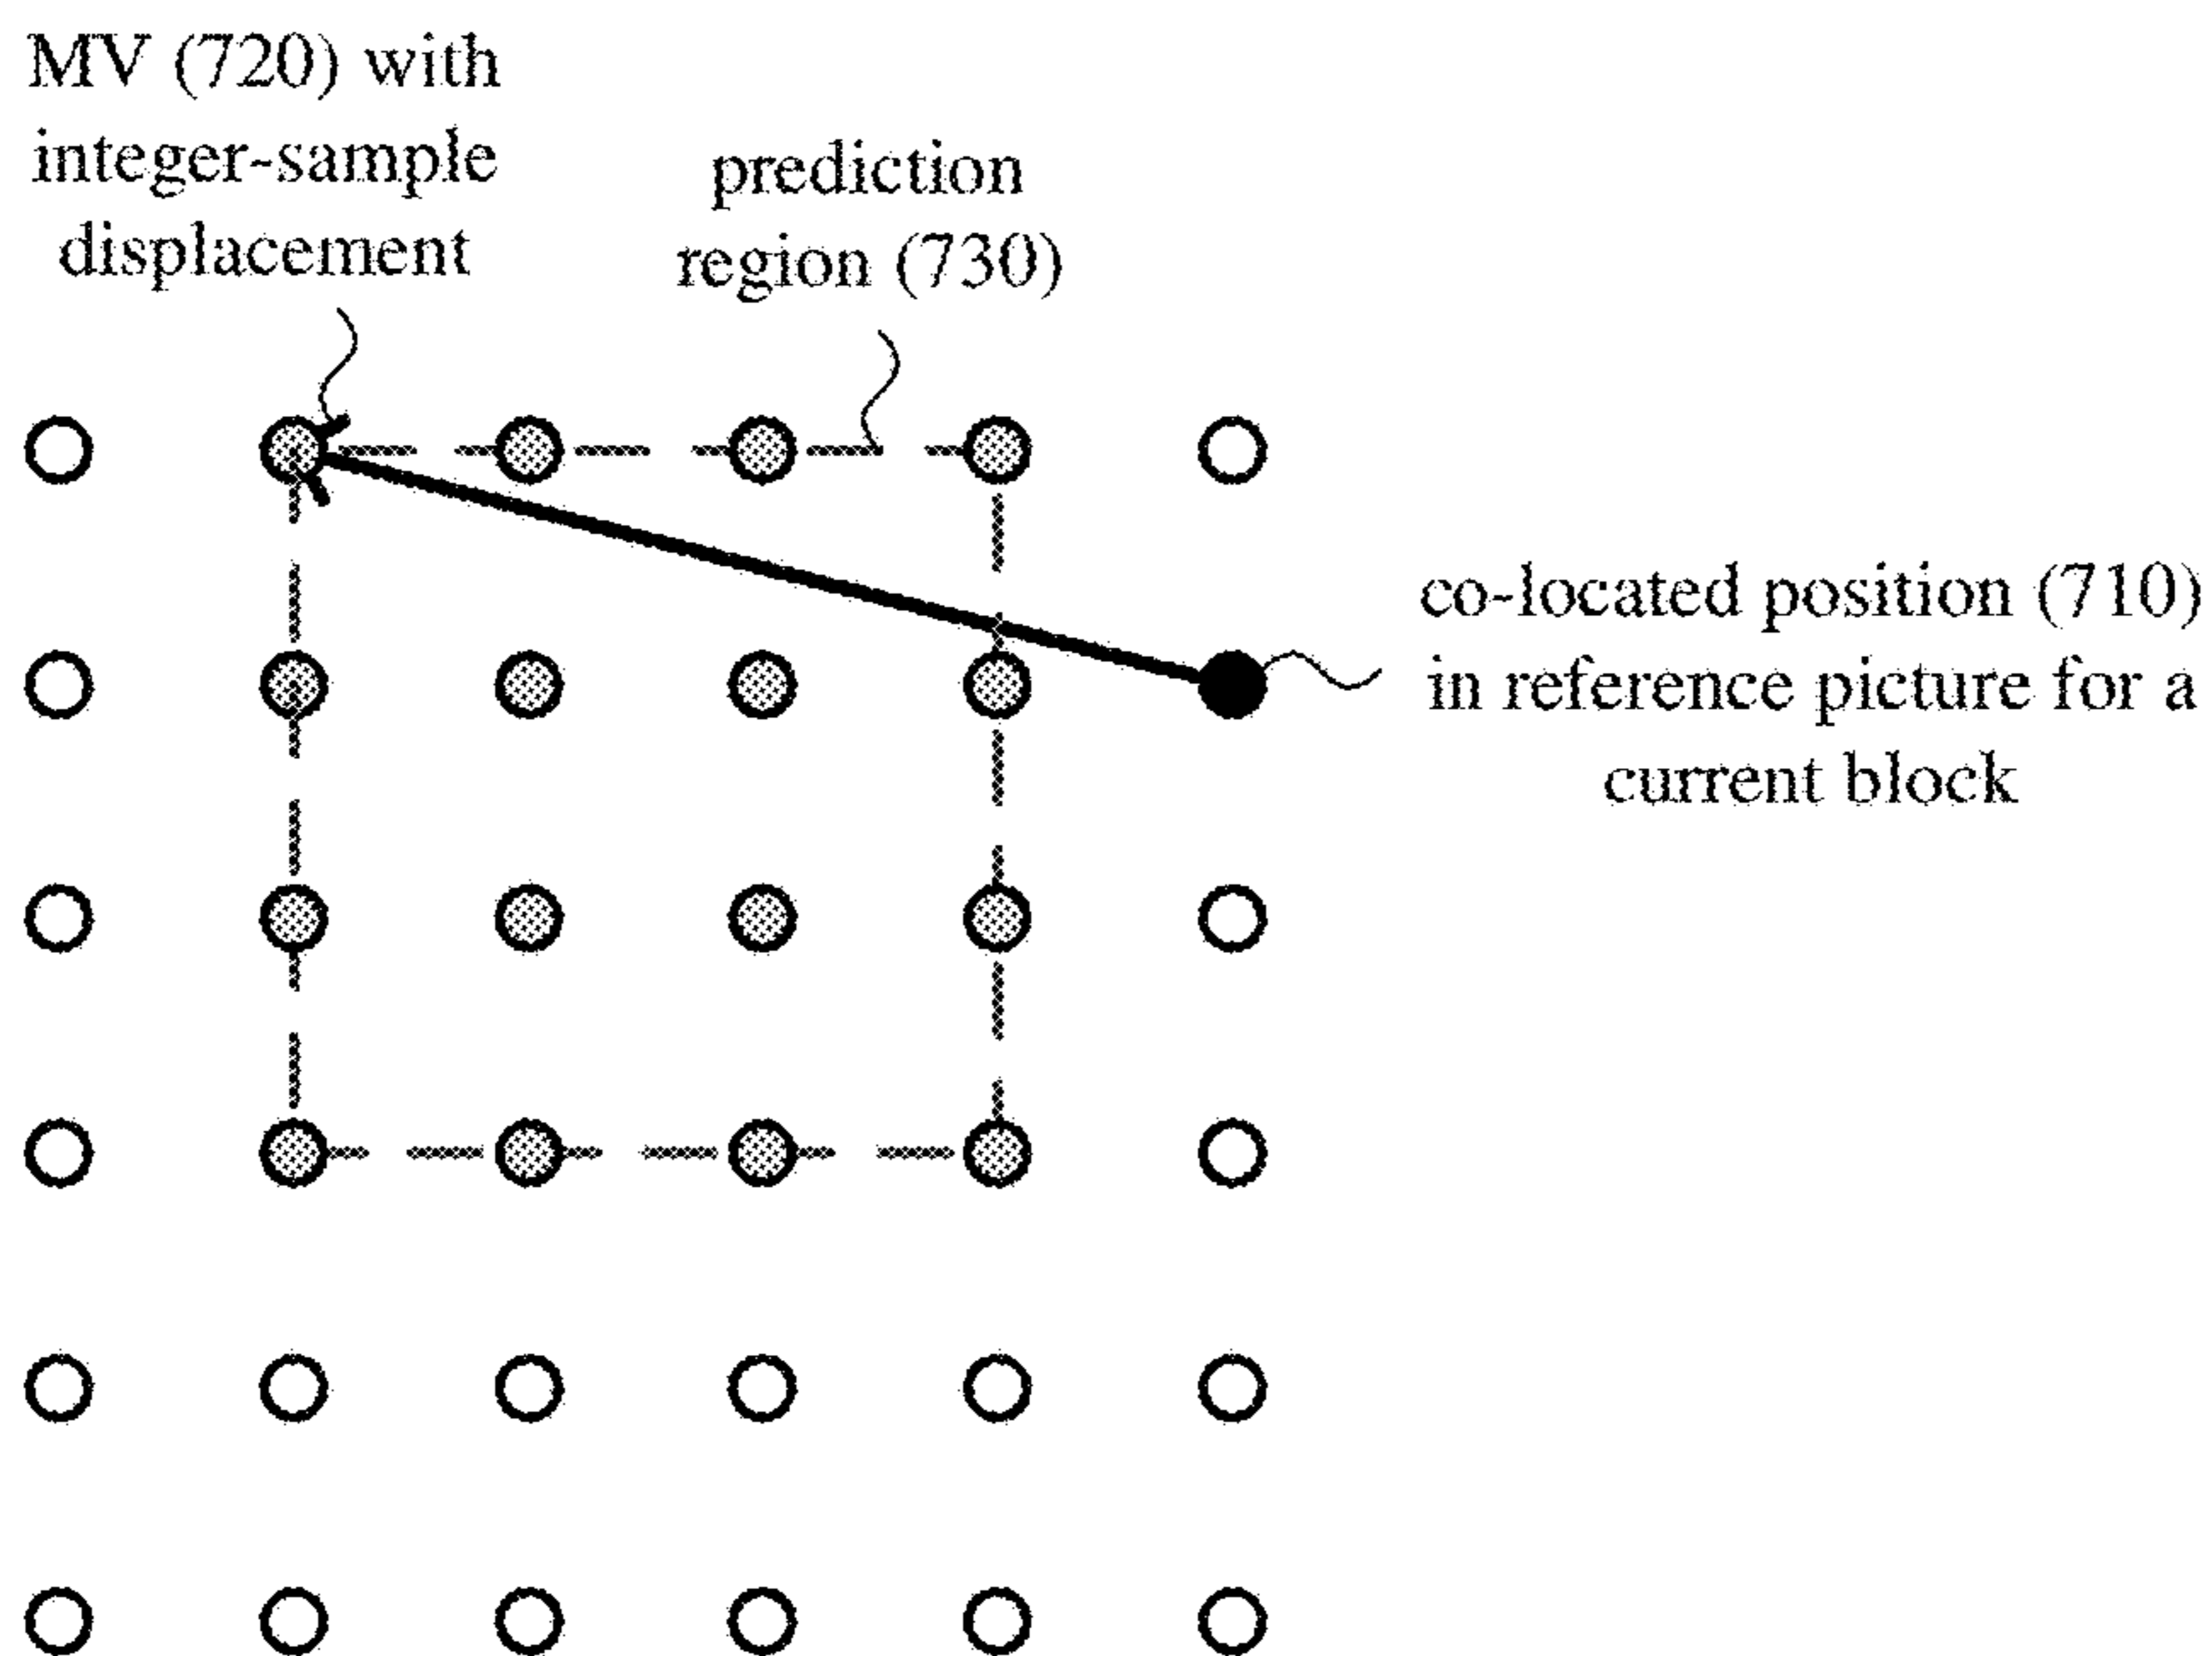 MV (720) with
integer-sample
displacement
prediction
region (730)
co-located position (710)
in reference picture for a
current block